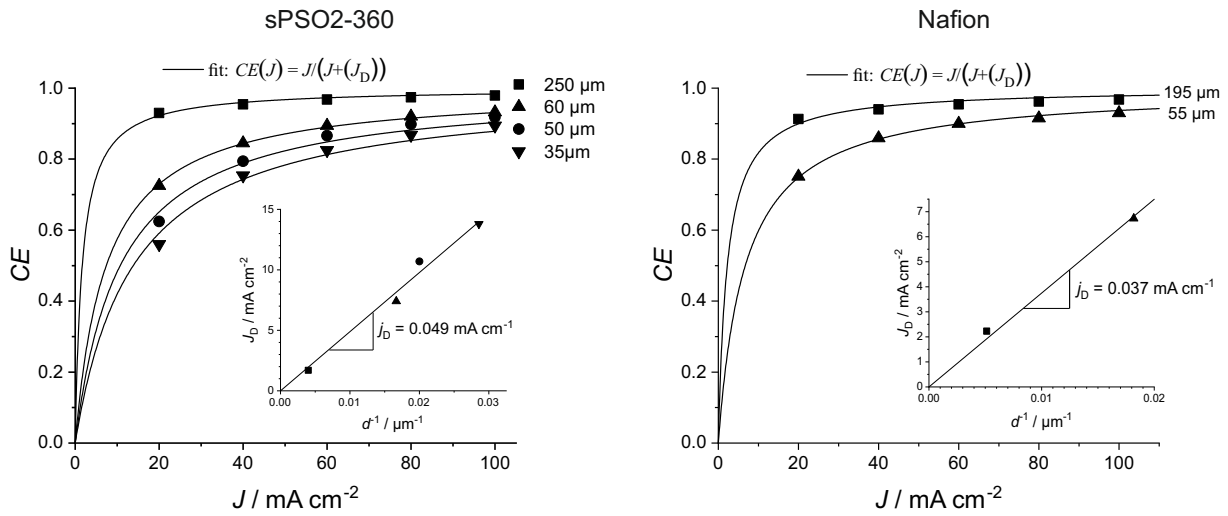 sPSO2-360
fit: CE(J) = J/(J+(J_D))
250 µm
60 µm
50 µm
35µm
CE
1.0
0.8
0.6
0.4
0.2
0.0
0
20
40
60
80
100
J / mA cm⁻²
J_D / mA cm⁻²
15
10
5
0
0.00
0.01
0.02
0.03
d⁻¹ / µm⁻¹
j_D = 0.049 mA cm⁻¹
Nafion
fit: CE(J) = J/(J+(J_D))
195 µm
55 µm
CE
1.0
0.8
0.6
0.4
0.2
0.0
0
20
40
60
80
100
J / mA cm⁻²
J_D / mA cm⁻²
7
6
5
4
3
2
1
0
0.00
0.01
0.02
d⁻¹ / µm⁻¹
j_D = 0.037 mA cm⁻¹